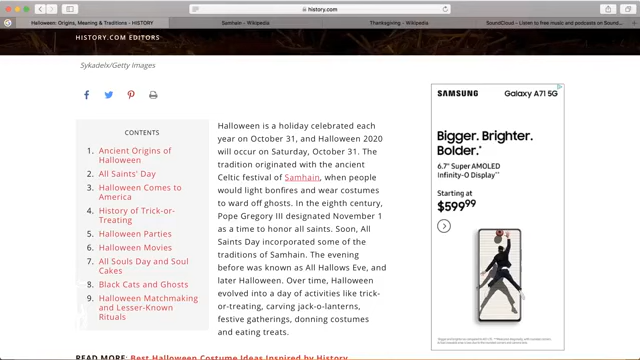 history.com
Halloween: Origins, Meaning & Traditions - HISTORY
Samhain - Wikipedia
Thanksgiving - Wikipedia
SoundCloud – Listen to free music and podcasts on Sound...
HISTORY.COM EDITORS
Sykadelx/Getty Images
CONTENTS
1. Ancient Origins of
Halloween
2. All Saints' Day
3. Halloween Comes to
America
4. History of Trick-or-
Treating
5. Halloween Parties
6. Halloween Movies
7. All Souls Day and Soul
Cakes
8. Black Cats and Ghosts
9. Halloween Matchmaking
and Lesser-Known
Rituals
Halloween is a holiday celebrated each
year on October 31, and Halloween 2020
will occur on Saturday, October 31. The
tradition originated with the ancient
Celtic festival of Samhain, when people
would light bonfires and wear costumes
to ward off ghosts. In the eighth century,
Pope Gregory III designated November 1
as a time to honor all saints. Soon, All
Saints Day incorporated some of the
traditions of Samhain. The evening
before was known as All Hallows Eve, and
later Halloween. Over time, Halloween
evolved into a day of activities like trick-
or-treating, carving jack-o-lanterns,
festive gatherings, donning costumes
and eating treats.
SAMSUNG Galaxy A71 5G
Bigger. Brighter.
Bolder.*
6.7" Super AMOLED
Infinity-O Display**
Starting at
$599.99
READ MORE: Best Halloween Costume Ideas Inspired by History